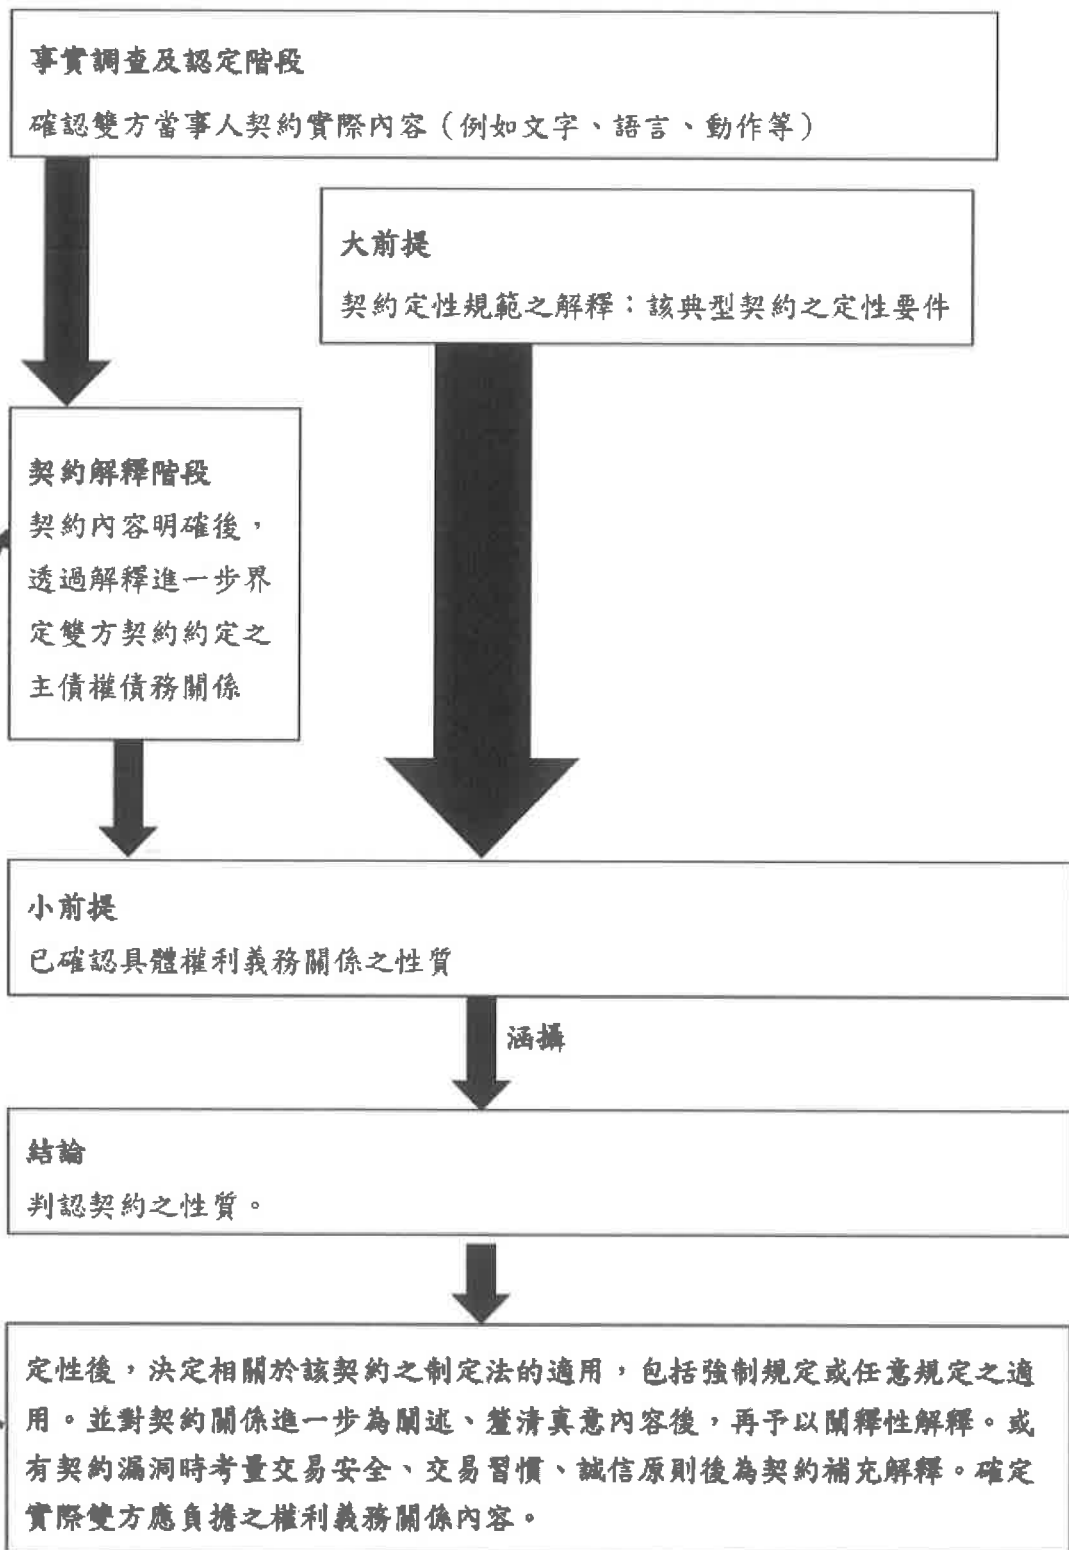 事實調查及認定階段
確認雙方當事人契約實際內容（例如文字、語言、動作等）
大前提
契約定性規範之解釋：該典型契約之定性要件
契約解釋階段
契約內容明確後，
透過解釋進一步界
定雙方契約約定之
主債權債務關係
小前提
已確認具體權利義務關係之性質
涵攝
結論
判認契約之性質。
定性後，決定相關於該契約之制定法的適用，包括強制規定或任意規定之適
用。並對契約關係進一步為闡述、釐清真意內容後，再予以闡釋性解釋。或
有契約漏洞時考量交易安全、交易習慣、誠信原則後為契約補充解釋。確定
實際雙方應負擔之權利義務關係內容。